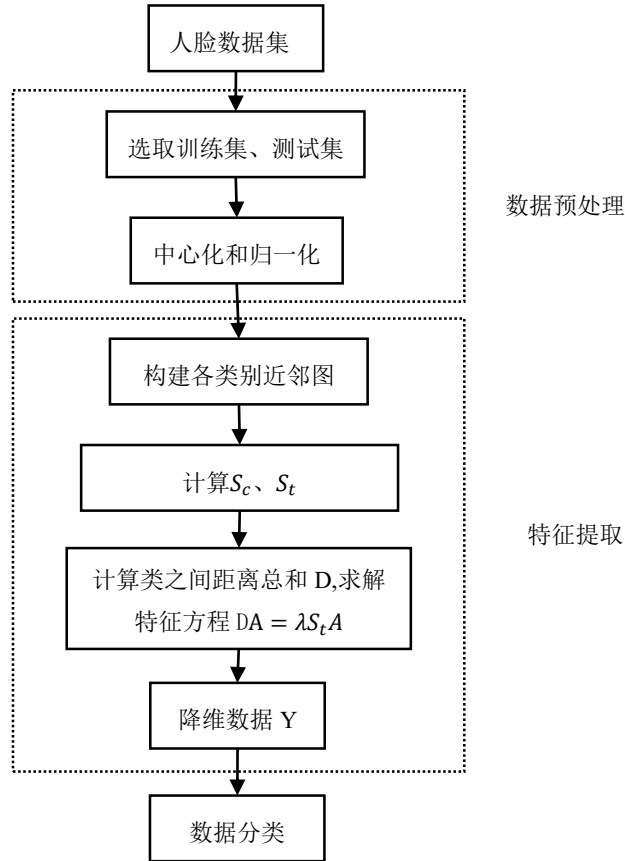 人脸数据集
选取训练集、测试集
数据预处理
中心化和归一化
构建各类别近邻图
计算S_c、S_t
特征提取
计算类之间距离总和 D,求解
特征方程 DA = λS_tA
降维数据 Y
数据分类